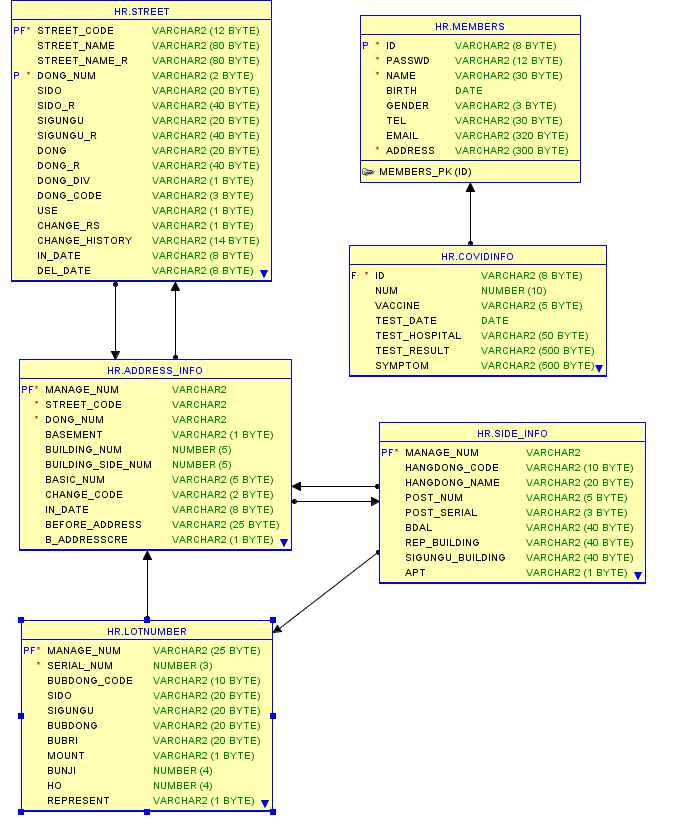 HR.STREET
PF* STREET_CODE VARCHAR2 (12 BYTE)
STREET_NAME VARCHAR2 (80 BYTE)
STREET_NAME_R VARCHAR2 (80 BYTE)
P * DONG_NUM VARCHAR2 (2 BYTE)
SIDO VARCHAR2 (20 BYTE)
SIDO_R VARCHAR2 (40 BYTE)
SIGUNGU VARCHAR2 (20 BYTE)
SIGUNGU_R VARCHAR2 (40 BYTE)
DONG VARCHAR2 (20 BYTE)
DONG_R VARCHAR2 (40 BYTE)
DONG_DIV VARCHAR2 (1 BYTE)
DONG_CODE VARCHAR2 (3 BYTE)
USE VARCHAR2 (1 BYTE)
CHANGE_RS VARCHAR2 (1 BYTE)
CHANGE_HISTORY VARCHAR2 (14 BYTE)
IN_DATE VARCHAR2 (8 BYTE)
DEL_DATE VARCHAR2 (8 BYTE)
HR.MEMBERS
P * ID VARCHAR2 (8 BYTE)
* PASSWD VARCHAR2 (12 BYTE)
* NAME VARCHAR2 (30 BYTE)
BIRTH DATE
GENDER VARCHAR2 (3 BYTE)
TEL VARCHAR2 (30 BYTE)
EMAIL VARCHAR2 (320 BYTE)
* ADDRESS VARCHAR2 (300 BYTE)
MEMBERS_PK (ID)
HR.COVIDINFO
F * ID VARCHAR2 (8 BYTE)
NUM NUMBER (10)
VACCINE VARCHAR2 (5 BYTE)
TEST_DATE DATE
TEST_HOSPITAL VARCHAR2 (50 BYTE)
TEST_RESULT VARCHAR2 (500 BYTE)
SYMPTOM VARCHAR2 (500 BYTE)
HR.ADDRESS_INFO
PF* MANAGE_NUM VARCHAR2
* STREET_CODE VARCHAR2
* DONG_NUM VARCHAR2
BASEMENT VARCHAR2 (1 BYTE)
BUILDING_NUM NUMBER (5)
BUILDING_SIDE_NUM NUMBER (5)
BASIC_NUM VARCHAR2 (5 BYTE)
CHANGE_CODE VARCHAR2 (2 BYTE)
IN_DATE VARCHAR2 (8 BYTE)
BEFORE_ADDRESS VARCHAR2 (25 BYTE)
B_ADDRESSCRE VARCHAR2 (1 BYTE)
HR.SIDE_INFO
PF* MANAGE_NUM VARCHAR2
HANGDONG_CODE VARCHAR2 (10 BYTE)
HANGDONG_NAME VARCHAR2 (20 BYTE)
POST_NUM VARCHAR2 (5 BYTE)
POST_SERIAL VARCHAR2 (3 BYTE)
BDAL VARCHAR2 (40 BYTE)
REP_BUILDING VARCHAR2 (40 BYTE)
SIGUNGU_BUILDING VARCHAR2 (40 BYTE)
APT VARCHAR2 (1 BYTE)
HR.LOTNUMBER
PF* MANAGE_NUM VARCHAR2 (25 BYTE)
* SERIAL_NUM NUMBER (3)
BUBDONG_CODE VARCHAR2 (10 BYTE)
SIDO VARCHAR2 (20 BYTE)
SIGUNGU VARCHAR2 (20 BYTE)
BUBDONG VARCHAR2 (20 BYTE)
BUBRI VARCHAR2 (20 BYTE)
MOUNT VARCHAR2 (1 BYTE)
BUNJI NUMBER (4)
HO NUMBER (4)
REPRESENT VARCHAR2 (1 BYTE)